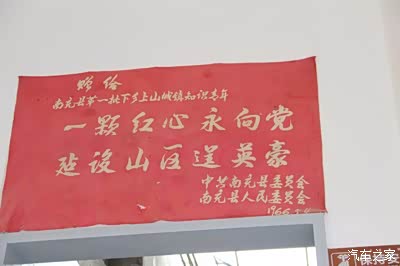 赠给
南充县第一批下乡上山城镇知识青年
一颗红心永向党
建设山区逞英豪
中共南充县委员会
南充县人民委员会
汽车之家